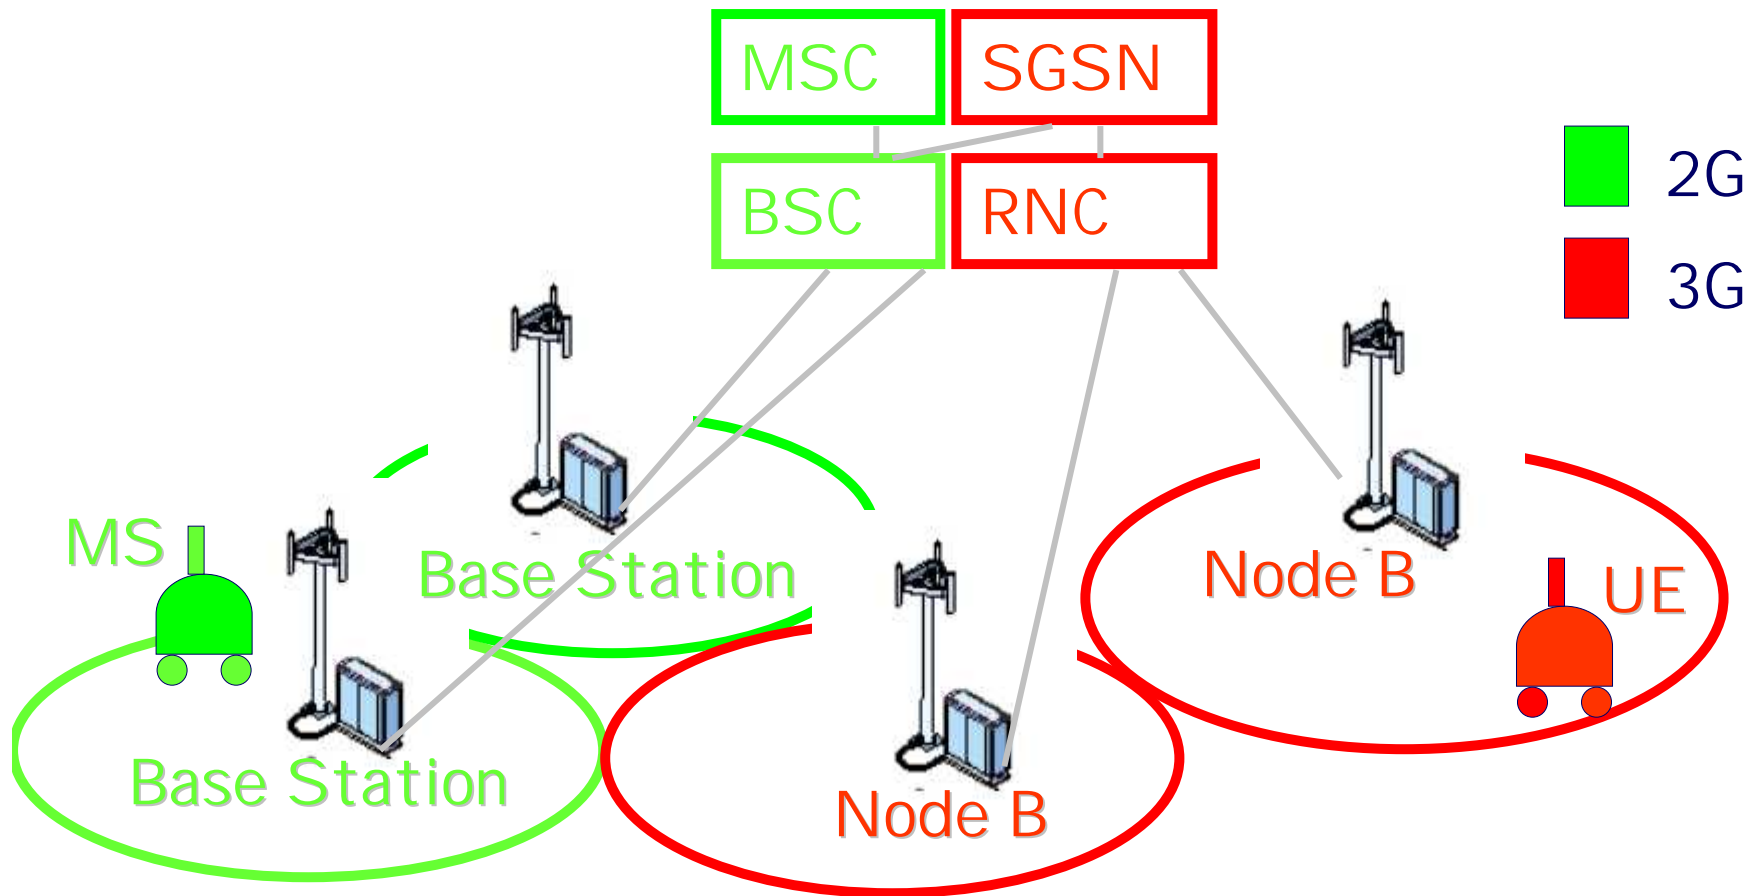 MSC
SGSN
BSC
RNC
2G
3G
MS
Base Station
Node B
UE
Base Station
Node B